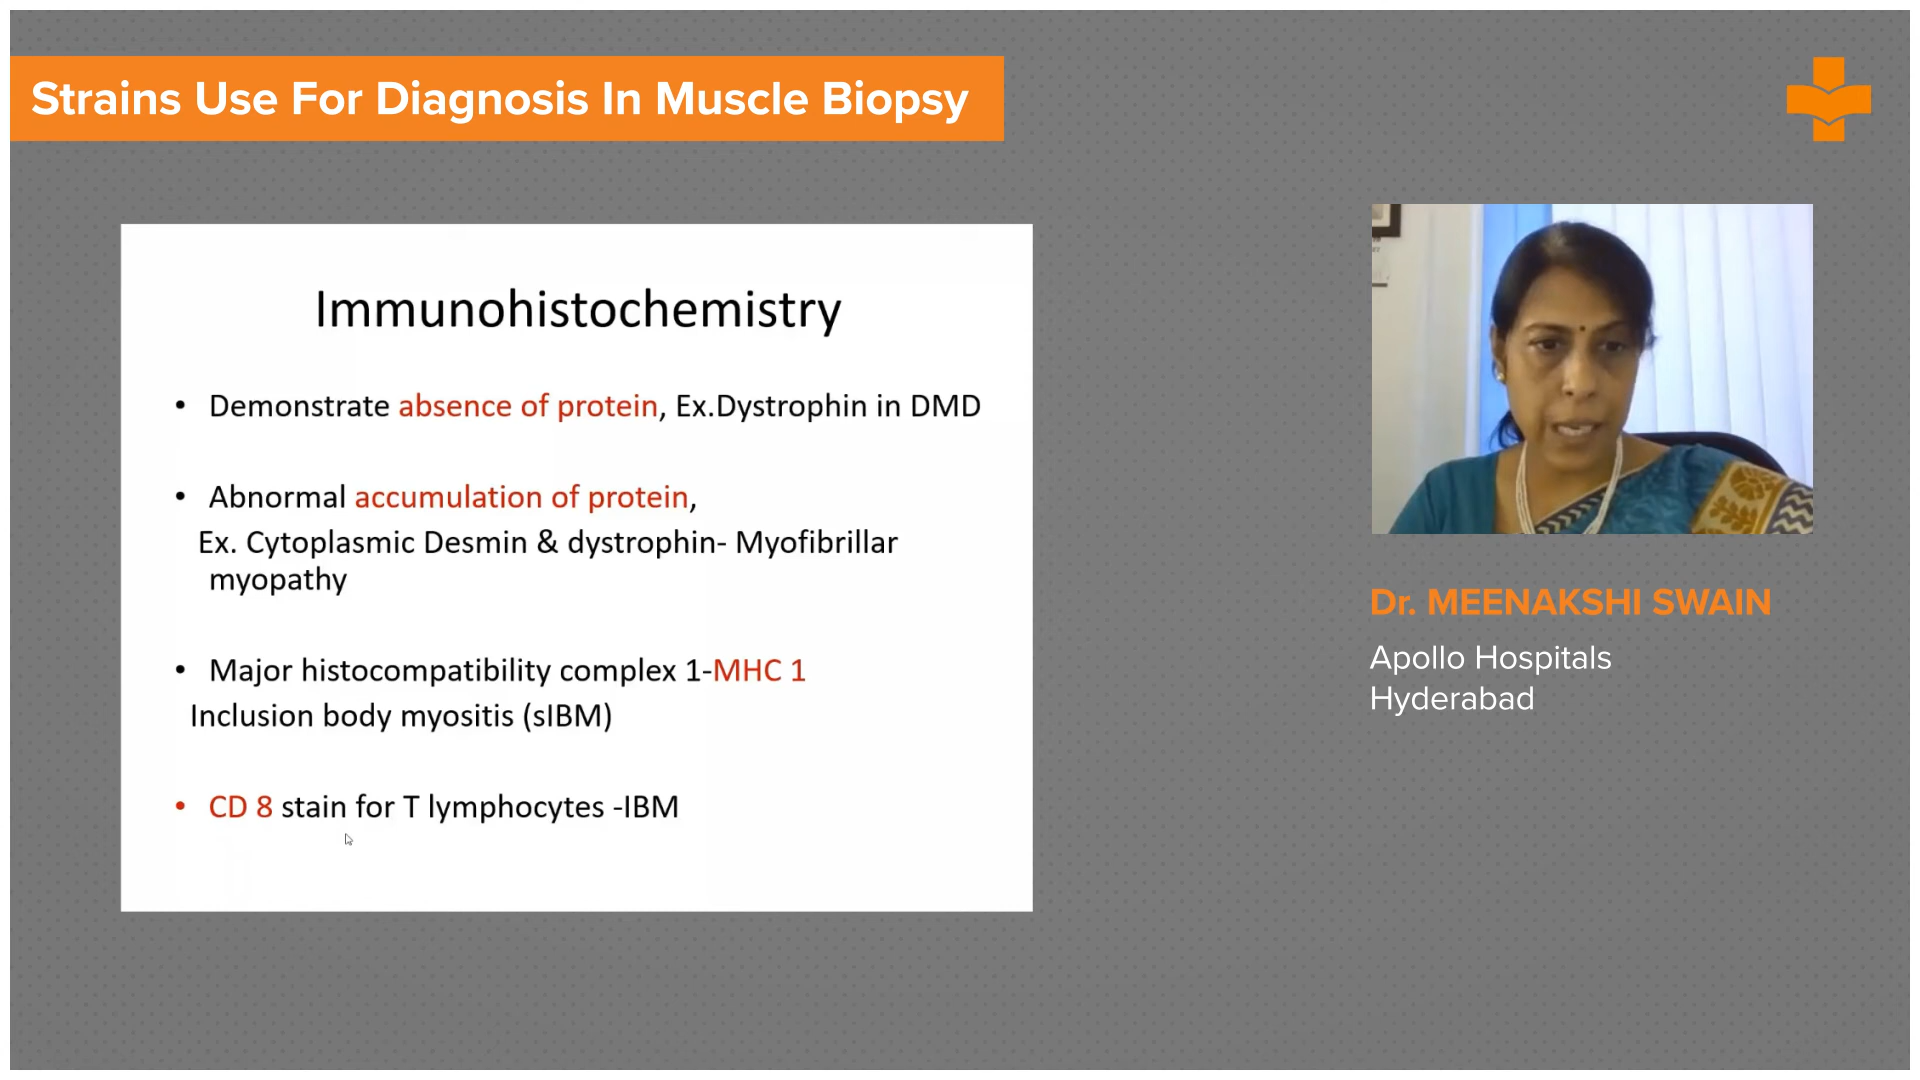 Strains Use For Diagnosis In Muscle Biopsy
Immunohistochemistry
• Demonstrate absence of protein, Ex.Dystrophin in DMD
• Abnormal accumulation of protein,
Ex. Cytoplasmic Desmin & dystrophin- Myofibrillar
myopathy
• Major histocompatibility complex 1-MHC 1
Inclusion body myositis (sIBM)
• CD 8 stain for T lymphocytes -IBM
Dr. MEENAKSHI SWAIN
Apollo Hospitals
Hyderabad